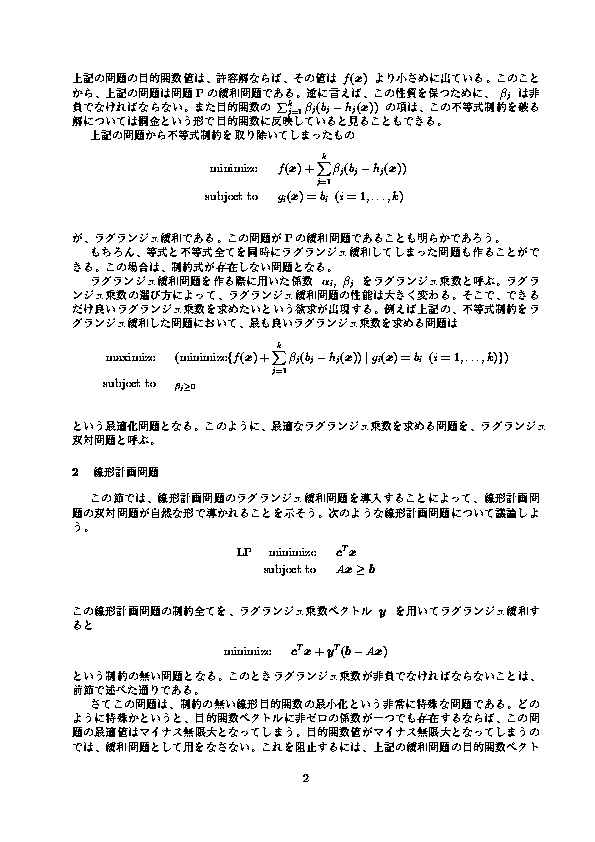 上記の問題の目的関数値は、許容解ならば、その値は f(x) より小さめに出ている。このこと
から、上記の問題は問題 P の緩和問題である。逆に言えば、この性質を保つために、 βj は非
負でなければならない。また目的関数の ∑_{j=1}^{k} βj(bj − hj(x)) の項は、この不等式制約を破る
解については罰金という形で目的関数に反映していると見ることもできる。
上記の問題から不等式制約を取り除いてしまったもの
minimize f(x) + ∑_{j=1}^{k} βj(bj − hj(x))
subject to gi(x) = bi (i = 1, . . . , k)
が、ラグランジュ緩和である。この問題が P の緩和問題であることも明らかであろう。
もちろん、等式と不等式全てを同時にラグランジュ緩和してしまった問題も作ることがで
きる。この場合は、制約式が存在しない問題となる。
ラグランジュ緩和問題を作る際に用いた係数 αi, βj をラグランジュ乗数と呼ぶ。ラグラ
ンジュ乗数の選び方によって、ラグランジュ緩和問題の性能は大きく変わる。そこで、できる
だけ良いラグランジュ乗数を求めたいという欲求が出現する。例えば上記の、不等式制約をラ
グランジュ緩和した問題において、最も良いラグランジュ乗数を求める問題は
maximize (minimize{f(x) + ∑_{j=1}^{k} βj(bj − hj(x)) | gi(x) = bi (i = 1, . . . , k)})
subject to βj≥0
という最適化問題となる。このように、最適なラグランジュ乗数を求める問題を、ラグランジュ
双対問題と呼ぶ。
2 線形計画問題
この節では、線形計画問題のラグランジュ緩和問題を導入することによって、線形計画問
題の双対問題が自然な形で導かれることを示そう。次のような線形計画問題について議論しよ
う。
LP minimize c^T x
subject to Ax ≥ b
この線形計画問題の制約全てを、ラグランジュ乗数ベクトル y を用いてラグランジュ緩和す
ると
minimize c^T x + y^T(b − Ax)
という制約の無い問題となる。このときラグランジュ乗数が非負でなければならないことは、
前節で述べた通りである。
さてこの問題は、制約の無い線形目的関数の最小化という非常に特殊な問題である。どの
ように特殊かというと、目的関数ベクトルに非ゼロの係数が一つでも存在するならば、この問
題の最適値はマイナス無限大となってしまう。目的関数値がマイナス無限大となってしまうの
では、緩和問題として用をなさない。これを阻止するには、上記の緩和問題の目的関数ベクト
2